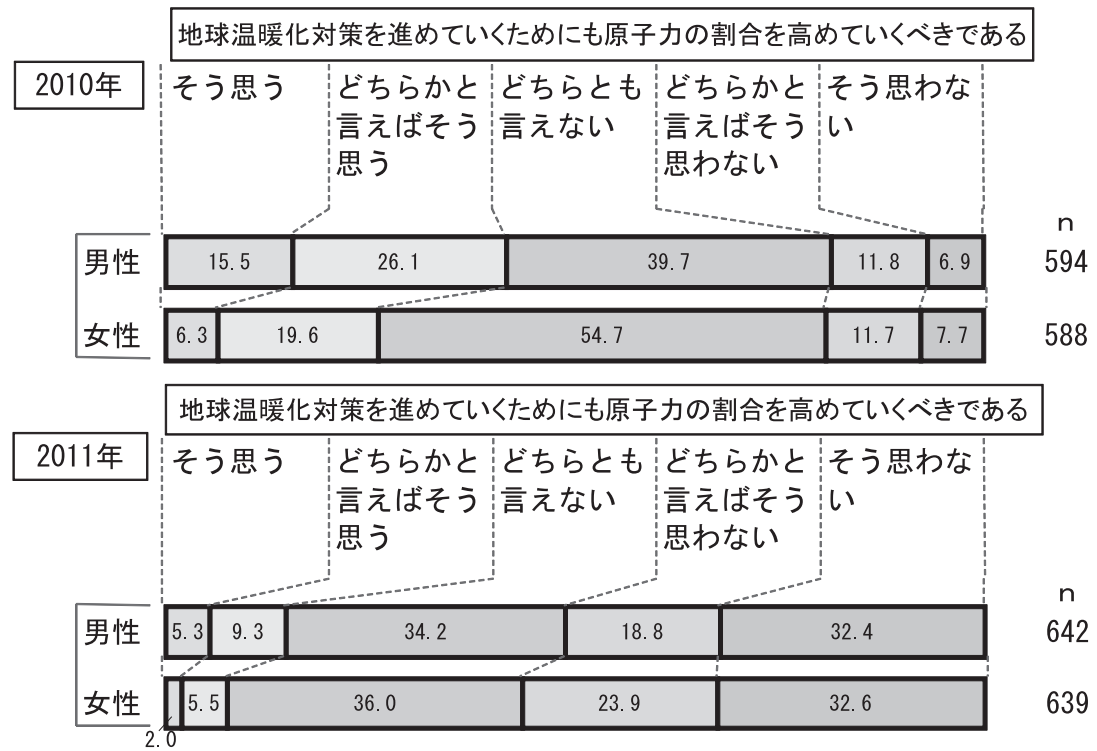 地球温暖化対策を進めていくためにも原子力の割合を高めていくべきである
2010年
そう思う
どちらかと
言えばそう
思う
どちらとも
言えない
どちらかと
言えばそう
思わない
そう思わな
い
n
男性 15.5 26.1 39.7 11.8 6.9 594
女性 6.3 19.6 54.7 11.7 7.7 588
地球温暖化対策を進めていくためにも原子力の割合を高めていくべきである
2011年
そう思う
どちらかと
言えばそう
思う
どちらとも
言えない
どちらかと
言えばそう
思わない
そう思わな
い
n
男性 5.3 9.3 34.2 18.8 32.4 642
女性 5.5 36.0 23.9 32.6 639
2.0